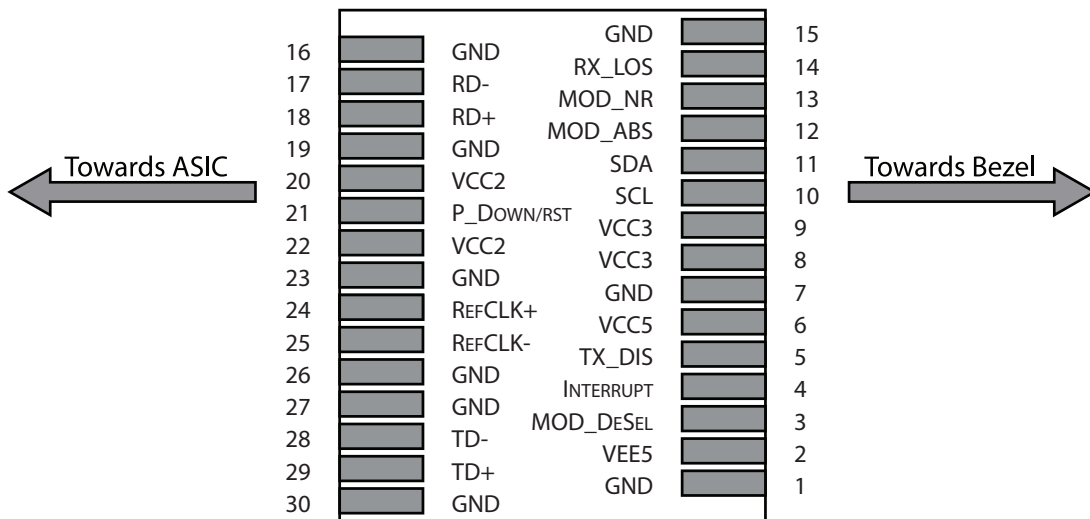 GND 15
16 GND
RX_LOS 14
17 RD-
MOD_NR 13
18 RD+
MOD_ABS 12
19 GND
SDA 11
Towards ASIC
Towards Bezel
20 VCC2
SCL 10
21 P_DOWN/RST
VCC3 9
22 VCC2
VCC3 8
23 GND
GND 7
24 REFCLK+
VCC5 6
25 REFCLK-
TX_DIS 5
26 GND
INTERRUPT 4
27 GND
MOD_DESEL 3
28 TD-
VEE5 2
29 TD+
GND 1
30 GND